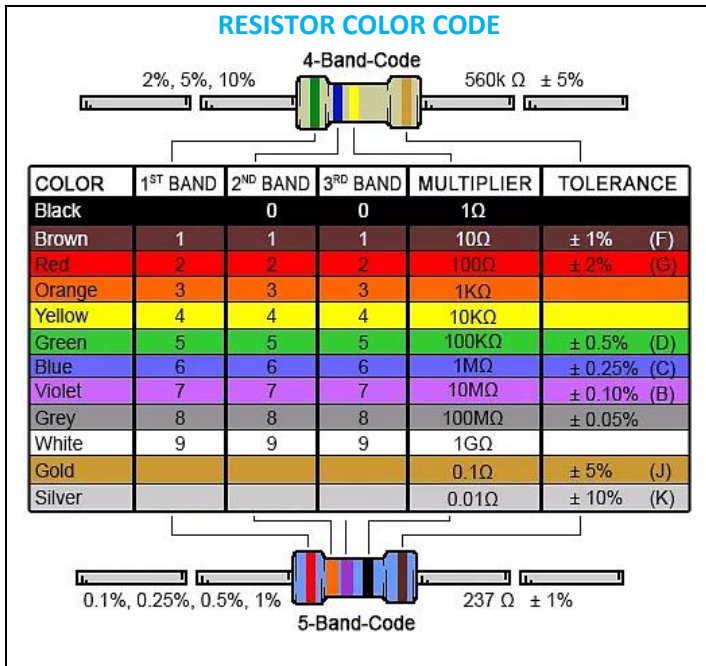 RESISTOR COLOR CODE
4-Band-Code
2%, 5%, 10%
560k Ω ± 5%
COLOR 1ST BAND 2ND BAND 3RD BAND MULTIPLIER TOLERANCE
Black 0 0 1Ω
Brown 1 1 1 10Ω ± 1% (F)
Red 2 2 2 100Ω ± 2% (G)
Orange 3 3 3 1KΩ
Yellow 4 4 4 10KΩ
Green 5 5 5 100KΩ ± 0.5% (D)
Blue 6 6 6 1MΩ ± 0.25% (C)
Violet 7 7 7 10MΩ ± 0.10% (B)
Grey 8 8 8 100MΩ ± 0.05%
White 9 9 9 1GΩ
Gold 0.1Ω ± 5% (J)
Silver 0.01Ω ± 10% (K)
0.1%, 0.25%, 0.5%, 1%
237 Ω ± 1%
5-Band-Code